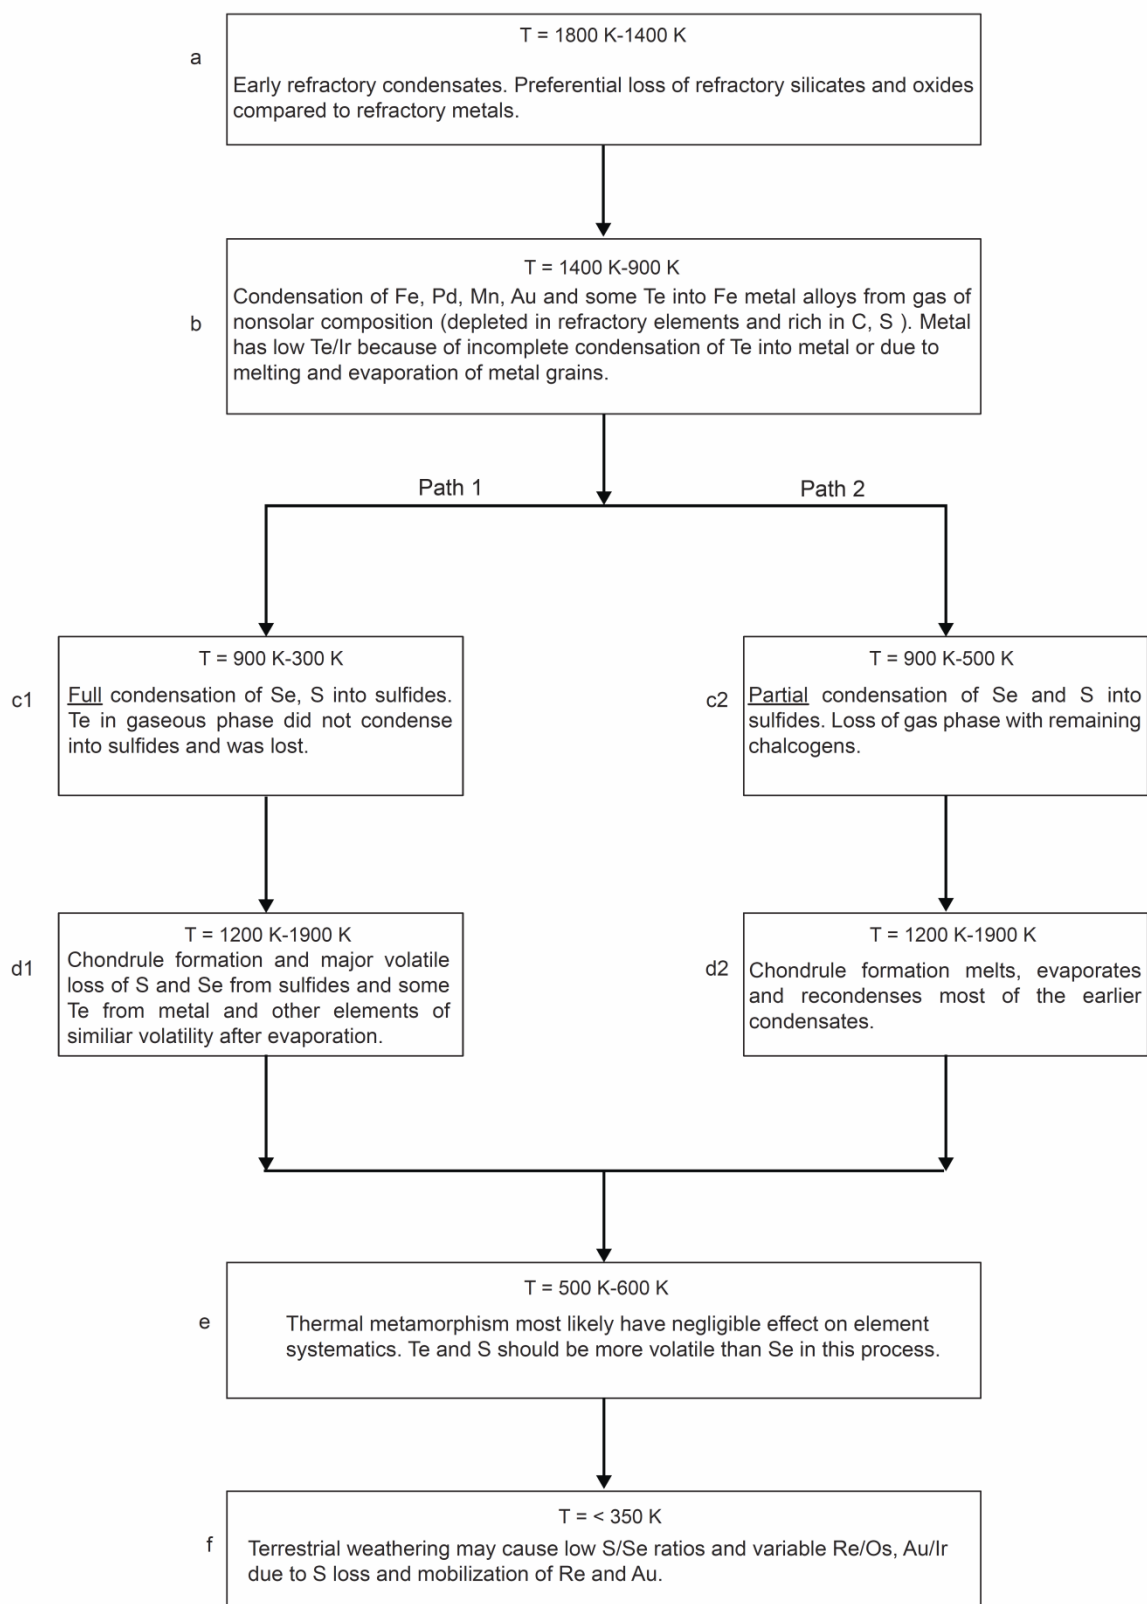 T = 1800 K-1400 K
a
Early refractory condensates. Preferential loss of refractory silicates and oxides
compared to refractory metals.
T = 1400 K-900 K
b
Condensation of Fe, Pd, Mn, Au and some Te into Fe metal alloys from gas of
nonsolar composition (depleted in refractory elements and rich in C, S ). Metal
has low Te/Ir because of incomplete condensation of Te into metal or due to
melting and evaporation of metal grains.
Path 1
Path 2
T = 900 K-300 K
c1
Full condensation of Se, S into sulfides.
Te in gaseous phase did not condense
into sulfides and was lost.
T = 900 K-500 K
c2
Partial condensation of Se and S into
sulfides. Loss of gas phase with remaining
chalcogens.
T = 1200 K-1900 K
d1
Chondrule formation and major volatile
loss of S and Se from sulfides and some
Te from metal and other elements of
similiar volatility after evaporation.
T = 1200 K-1900 K
d2
Chondrule formation melts, evaporates
and recondenses most of the earlier
condensates.
T = 500 K-600 K
e
Thermal metamorphism most likely have negligible effect on element
systematics. Te and S should be more volatile than Se in this process.
T = < 350 K
f
Terrestrial weathering may cause low S/Se ratios and variable Re/Os, Au/Ir
due to S loss and mobilization of Re and Au.